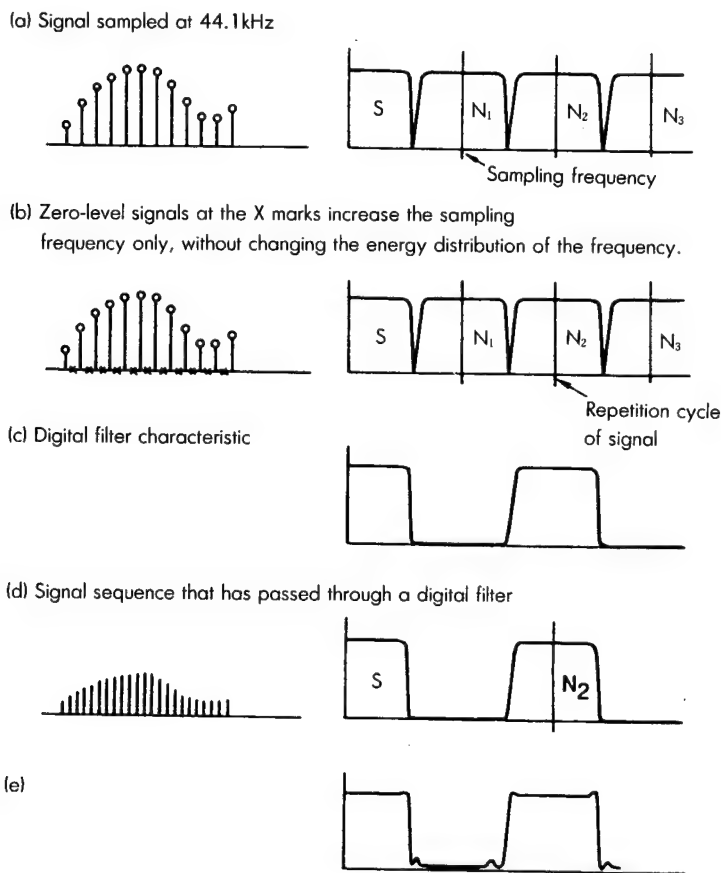 (a) Signal sampled at 44.1kHz
S N₁ N₂ N₃
Sampling frequency
(b) Zero-level signals at the X marks increase the sampling
frequency only, without changing the energy distribution of the frequency.
S N₁ N₂ N₃
Repetition cycle
of signal
(c) Digital filter characteristic
(d) Signal sequence that has passed through a digital filter
S N₂
(e)